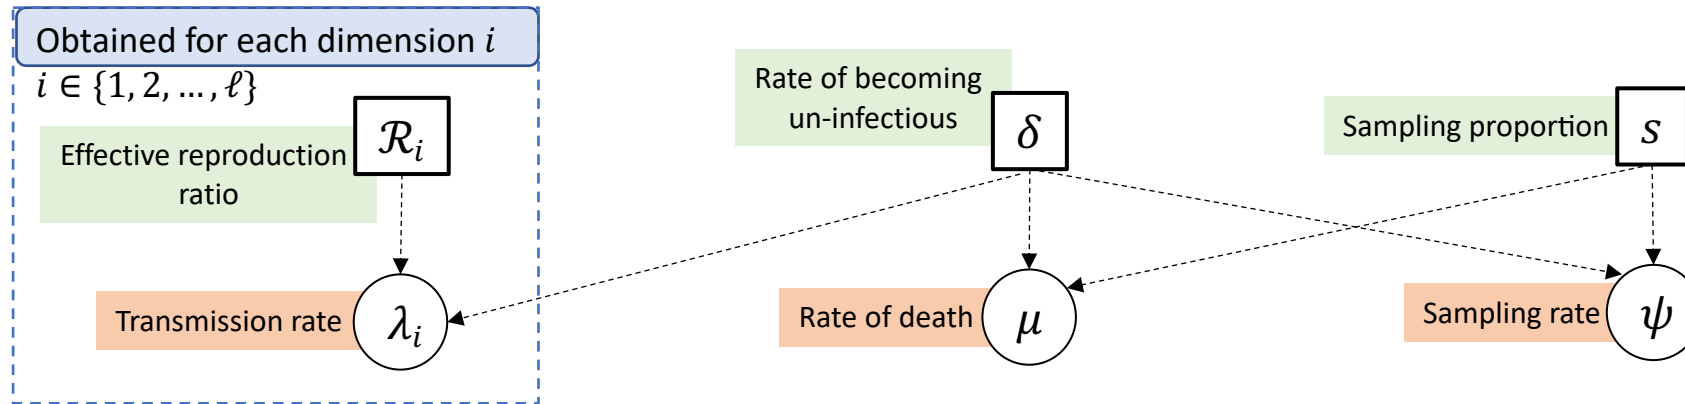 Obtained for each dimension i
i ∈ {1, 2, … , ℓ}
ℛᵢ
Effective reproduction
ratio
Transmission rate
λᵢ
Rate of becoming
un-infectious
δ
Rate of death
μ
Sampling proportion
s
Sampling rate
ψ